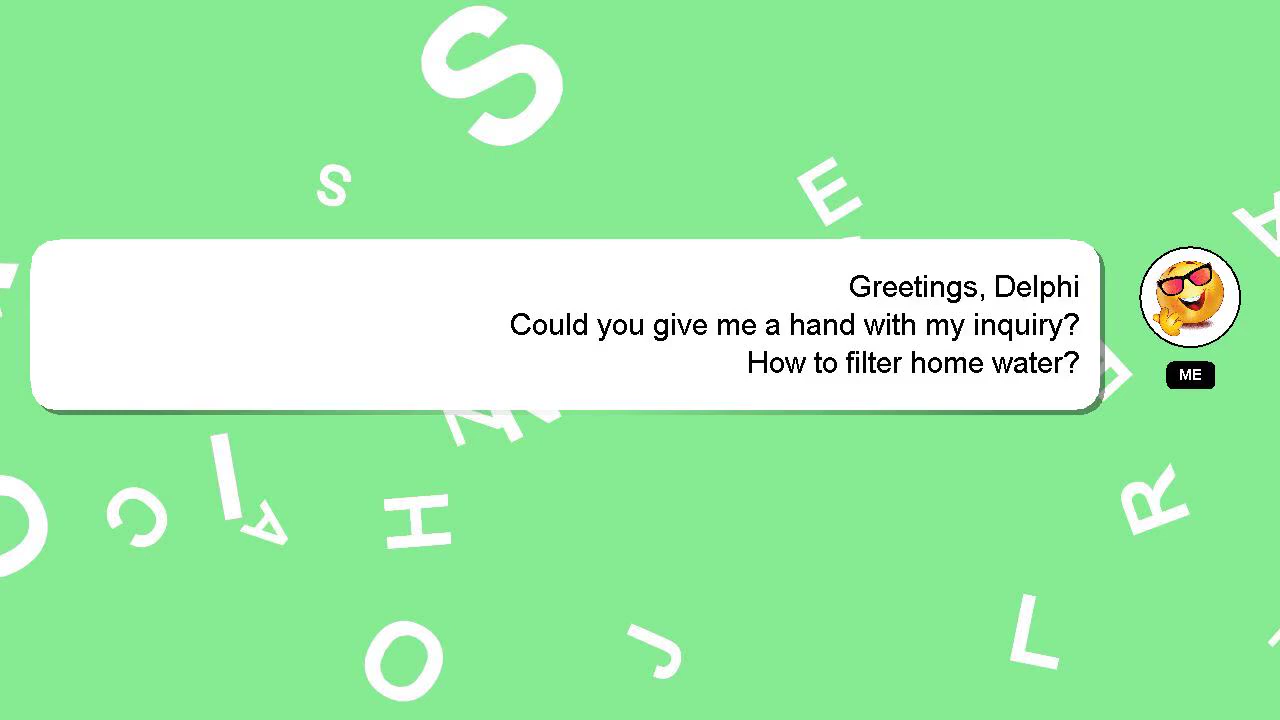 Greetings, Delphi
Could you give me a hand with my inquiry?
How to filter home water?
ME
S
S
E
A
E
N
N
I
C
A
H
O
R
O
J
L